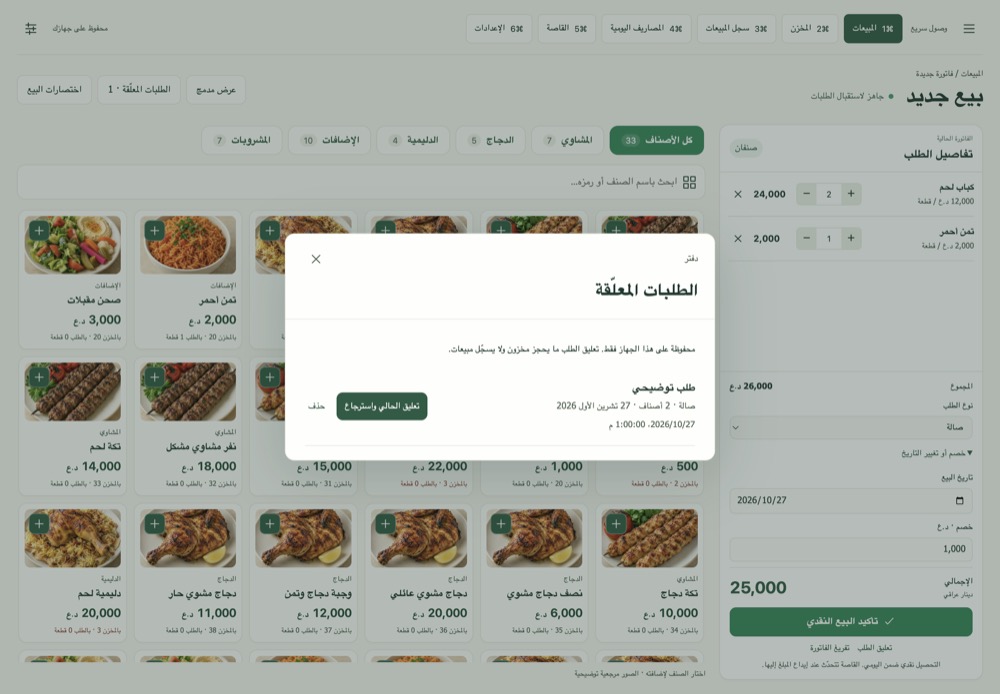 وصول سريع
⌘1 المبيعات
⌘2 المخزن
⌘3 سجل المبيعات
⌘4 المصاريف اليومية
⌘5 القاصة
⌘6 الإعدادات
محفوظ على جهازك
المبيعات / فاتورة جديدة
بيع جديد
جاهز لاستقبال الطلبات
عرض مدمج
الطلبات المعلّقة · 1
اختصارات البيع
كل الأصناف 33
المشاوي 7
الدجاج 5
الدليمية 4
الإضافات 10
المشروبات 7
ابحث باسم الصنف أو رمزه...
الفاتورة الحالية
تفاصيل الطلب
صنفان
كباب لحم
12,000 د.ع / قطعة
+ 2 −
24,000 ×
تمن أحمر
2,000 د.ع / قطعة
+ 1 −
2,000 ×
المجموع
26,000 د.ع
نوع الطلب
صالة
▾ خصم أو تغيير التاريخ
تاريخ البيع
2026/10/27
خصم · د.ع
1,000
الإجمالي
دينار عراقي
25,000
تأكيد البيع النقدي
تعليق الطلب
تفريغ الفاتورة
التحصيل نقدي ضمن اليومي. القاصة تتحدّث عند إيداع المبلغ إليها.
دفتر
الطلبات المعلّقة
محفوظة على هذا الجهاز فقط. تعليق الطلب ما يحجز مخزون ولا يسجّل مبيعات.
طلب توضيحي
صالة · 2 أصناف · 27 تشرين الأول 2026
2026/10/27، 1:00:00 م
تعليق الحالي واسترجاع
حذف
الإضافات
تمن أحمر
2,000 د.ع
بالمخزن 20 · بالطلب 1 قطعة
الإضافات
صحن مقبلات
3,000 د.ع
بالمخزن 20 · بالطلب 0 قطعة
500 د.ع
بالمخزن 2 · بالطلب 0 قطعة
1,000 د.ع
بالمخزن 20 · بالطلب 0 قطعة
22,000 د.ع
بالمخزن 3 · بالطلب 0 قطعة
15,000 د.ع
بالمخزن 31 · بالطلب 0 قطعة
المشاوي
نفر مشاوي مشكل
18,000 د.ع
بالمخزن 32 · بالطلب 0 قطعة
المشاوي
تكة لحم
14,000 د.ع
بالمخزن 33 · بالطلب 0 قطعة
المشاوي
تكة دجاج
10,000 د.ع
بالمخزن 34 · بالطلب 0 قطعة
الدجاج
نصف دجاج مشوي
6,000 د.ع
بالمخزن 35 · بالطلب 0 قطعة
الدجاج
دجاج مشوي عائلي
20,000 د.ع
بالمخزن 36 · بالطلب 0 قطعة
الدجاج
وجبة دجاج وتمن
12,000 د.ع
بالمخزن 37 · بالطلب 0 قطعة
الدجاج
دجاج مشوي حار
11,000 د.ع
بالمخزن 38 · بالطلب 0 قطعة
الدليمية
دليمية لحم
20,000 د.ع
بالمخزن 3 · بالطلب 0 قطعة
اختار الصنف لإضافته · الصور مرجعية توضيحية